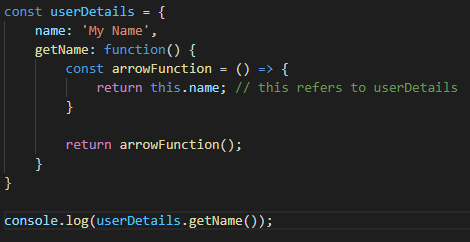 const userDetails = {
    name: 'My Name',
    getName: function() {
        const arrowFunction = () => {
            return this.name; // this refers to userDetails
        }

        return arrowFunction();
    }
}

console.log(userDetails.getName());